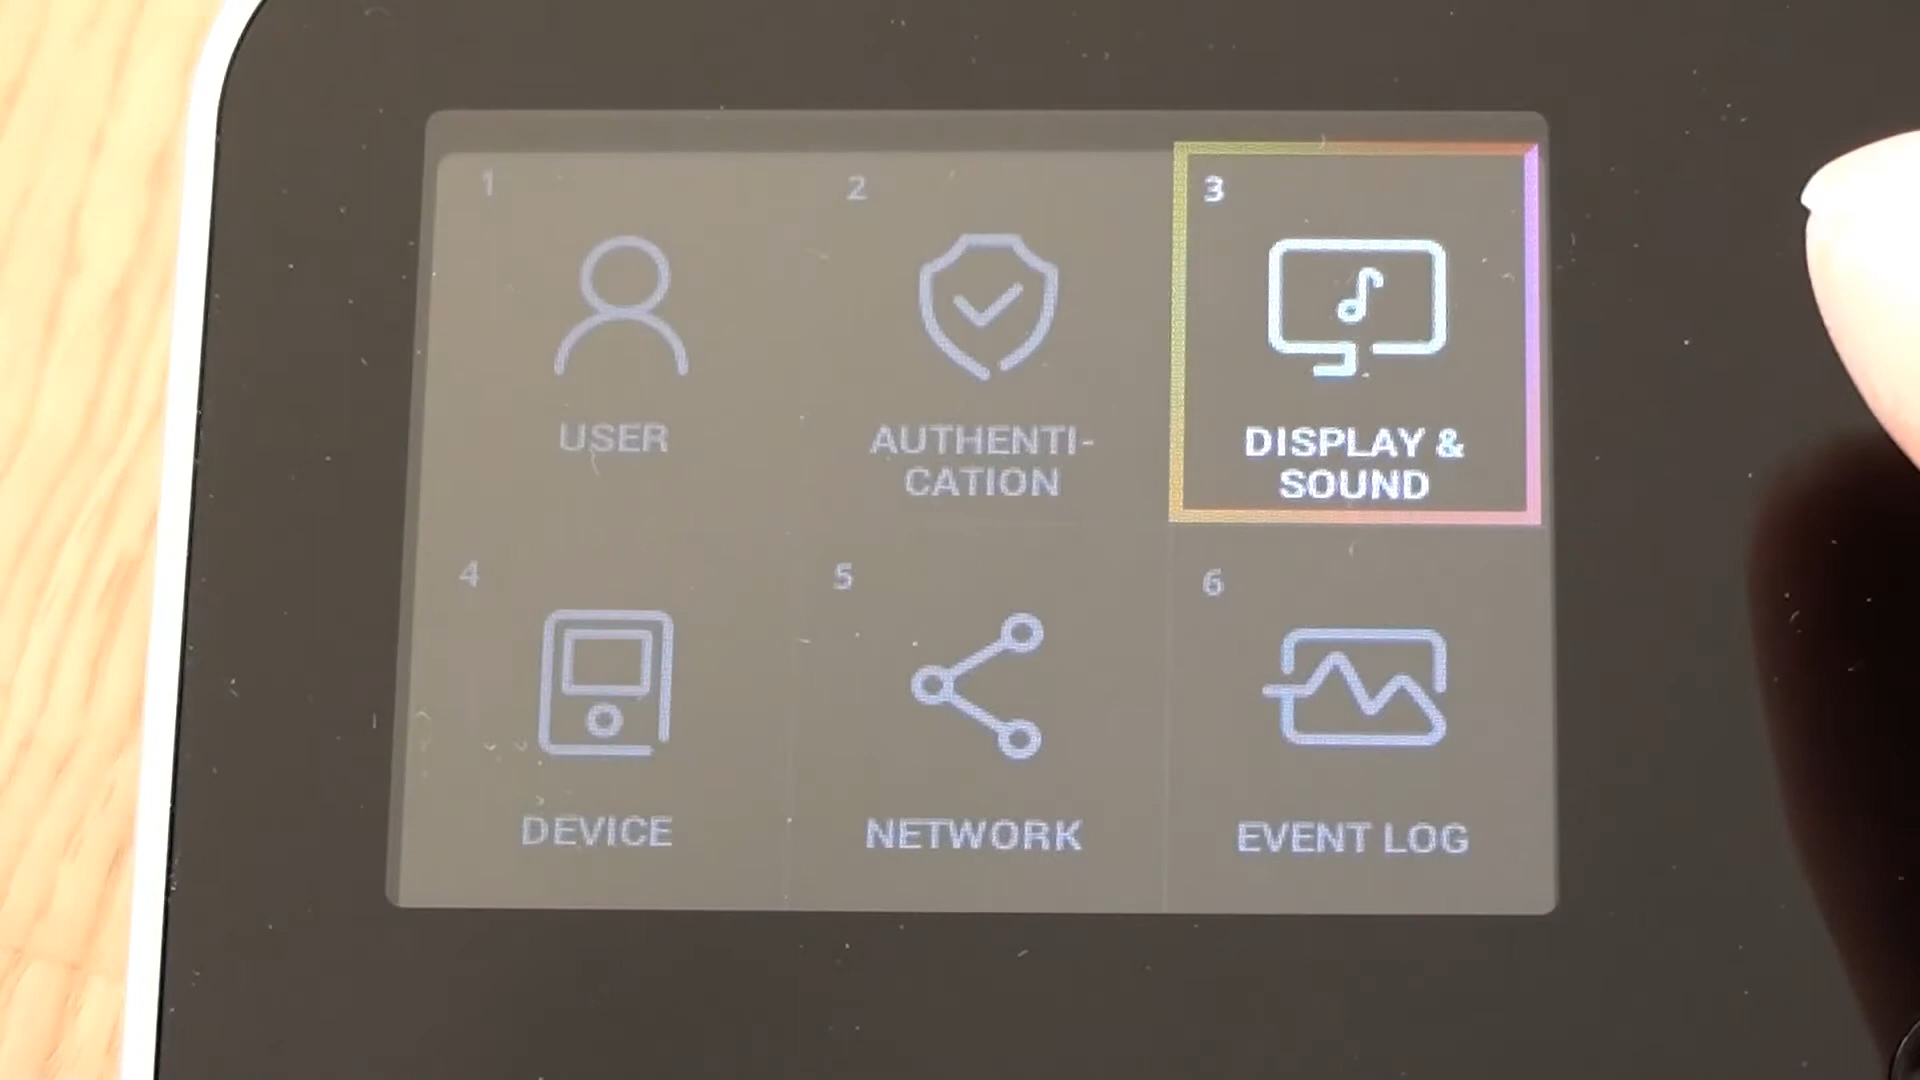 1
2
3
USER
AUTHENTI-
CATION
DISPLAY &
SOUND
4
5
6
DEVICE
NETWORK
EVENT LOG